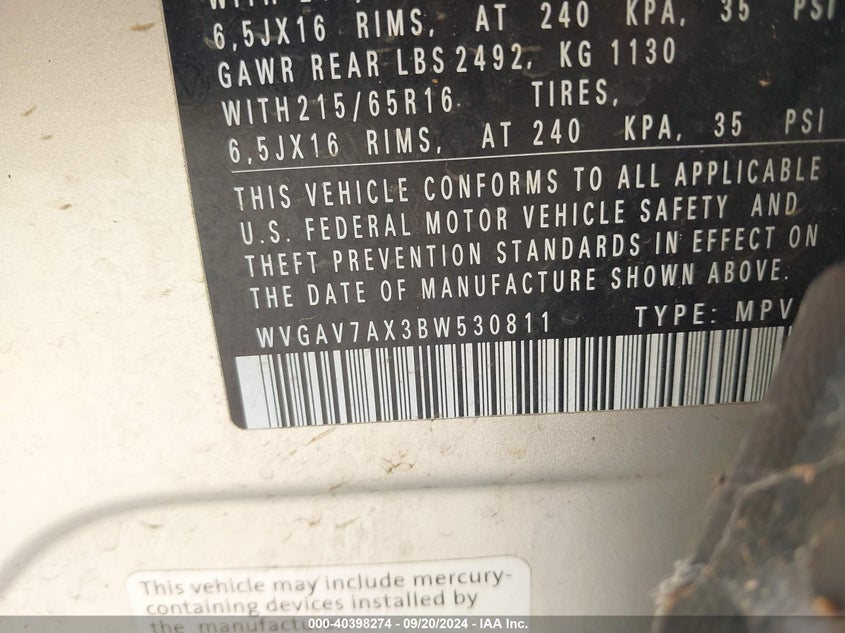 6,5JX16 RIMS, AT 240 KPA, 35 PSI
GAWR REAR LBS 2492, KG 1130
WITH 215/65R16 TIRES,
6,5JX16 RIMS, AT 240 KPA, 35 PSI
THIS VEHICLE CONFORMS TO ALL APPLICABLE
U.S. FEDERAL MOTOR VEHICLE SAFETY AND
THEFT PREVENTION STANDARDS IN EFFECT ON
THE DATE OF MANUFACTURE SHOWN ABOVE.
WVGAV7AX3BW530811 TYPE: MPV
This vehicle may include mercury-
containing devices installed by
the
000-40398274 - 09/20/2024 - IAA Inc.